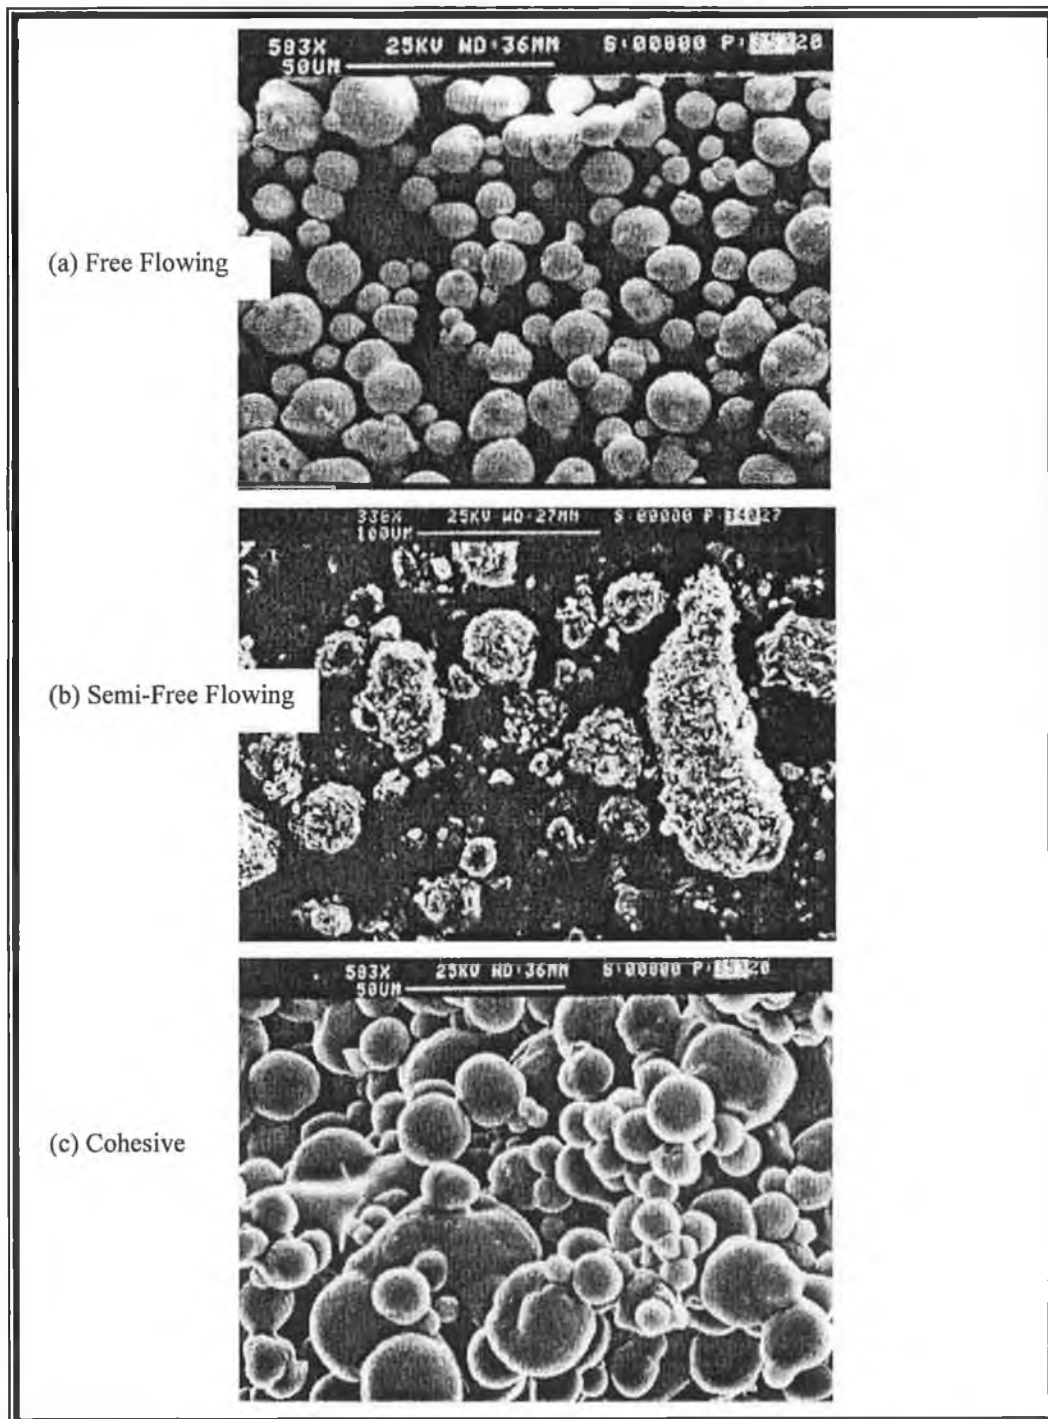 583X 25KV WD:36MM S:00000 P:
50UM
(a) Free Flowing
25KV WD:27MM S:00000 P:
100UM
(b) Semi-Free Flowing
583X 25KV WD:36MM S:00000 P:
50UM
(c) Cohesive